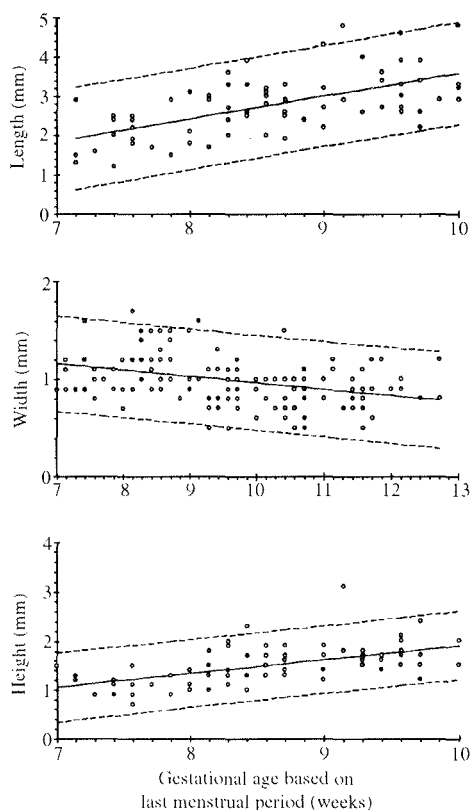 5
4
3
2
1
0
Length (mm)
7 8 9 10
2
1
0
Width (mm)
7 8 9 10 11 12 13
4
3
2
1
0
Height (mm)
7 8 9 10
Gestational age based on
last menstrual period (weeks)